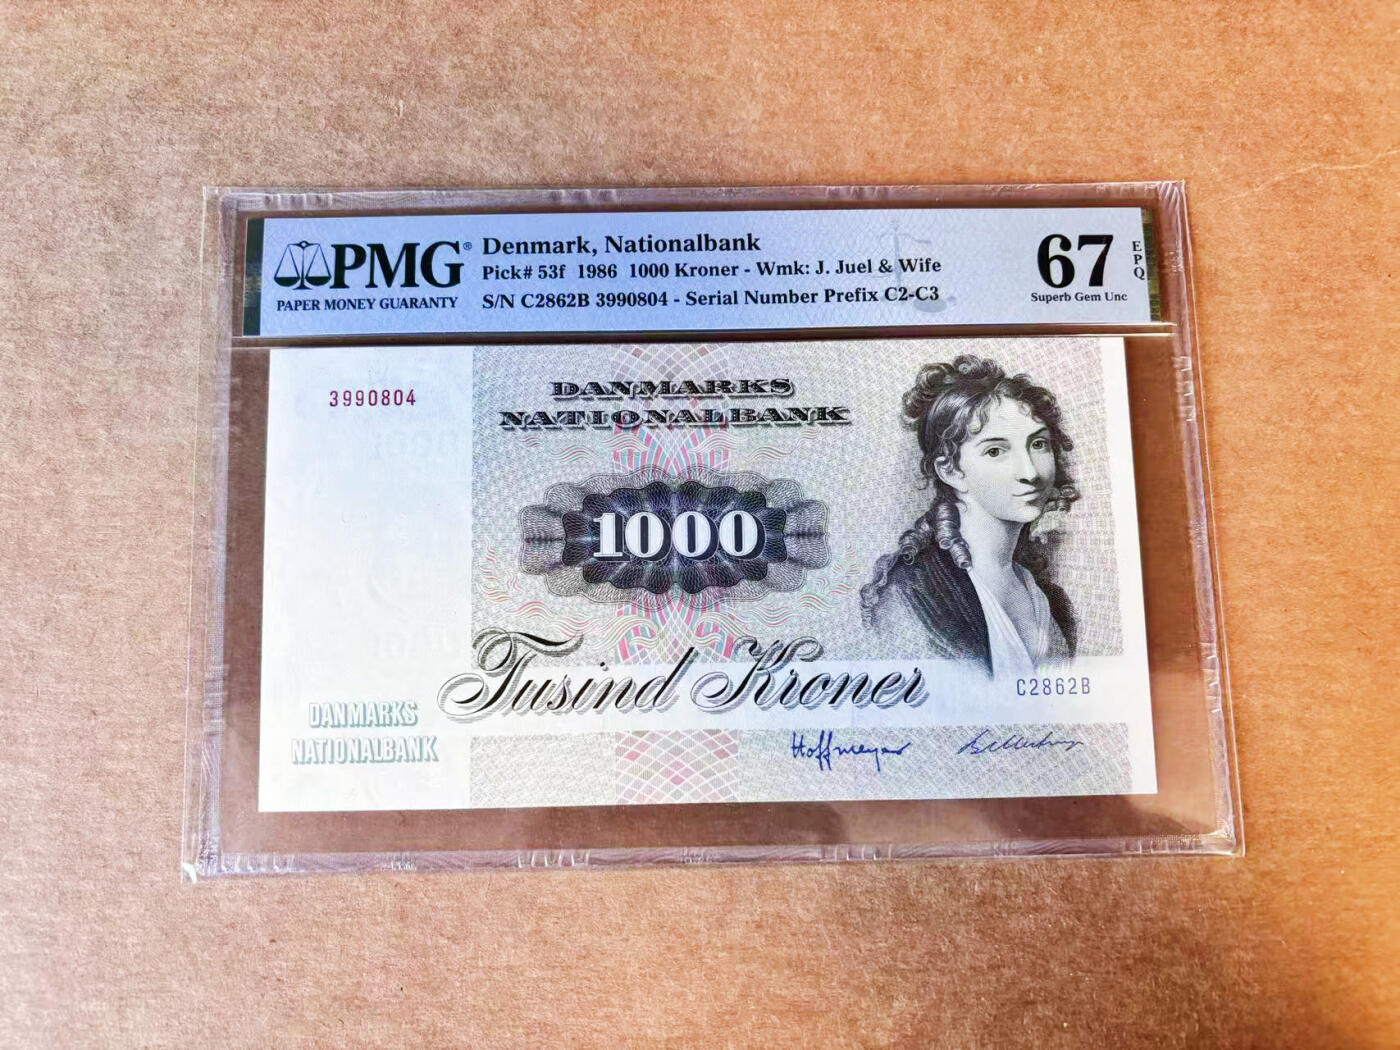 PMG®
PAPER MONEY GUARANTY
Denmark, Nationalbank
Pick# 53f 1986 1000 Kroner - Wmk: J. Juel & Wife
S/N C2862B 3990804 - Serial Number Prefix C2-C3
67
EPQ
Superb Gem Unc
3990804
DANMARKS
NATIONALBANK
1000
Tusind Kroner
C2862B
DANMARKS
NATIONALBANK
Hoffmeyer